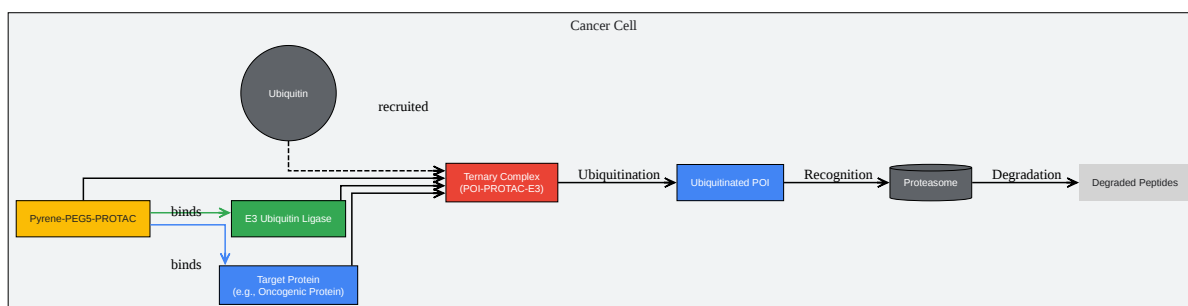 Cancer Cell
Ubiquitin
recruited
Ternary Complex
(POI-PROTAC-E3)
Ubiquitination
Ubiquitinated POI
Recognition
Proteasome
Degradation
Degraded Peptides
Pyrene-PEG5-PROTAC
binds
E3 Ubiquitin Ligase
binds
Target Protein
(e.g., Oncogenic Protein)